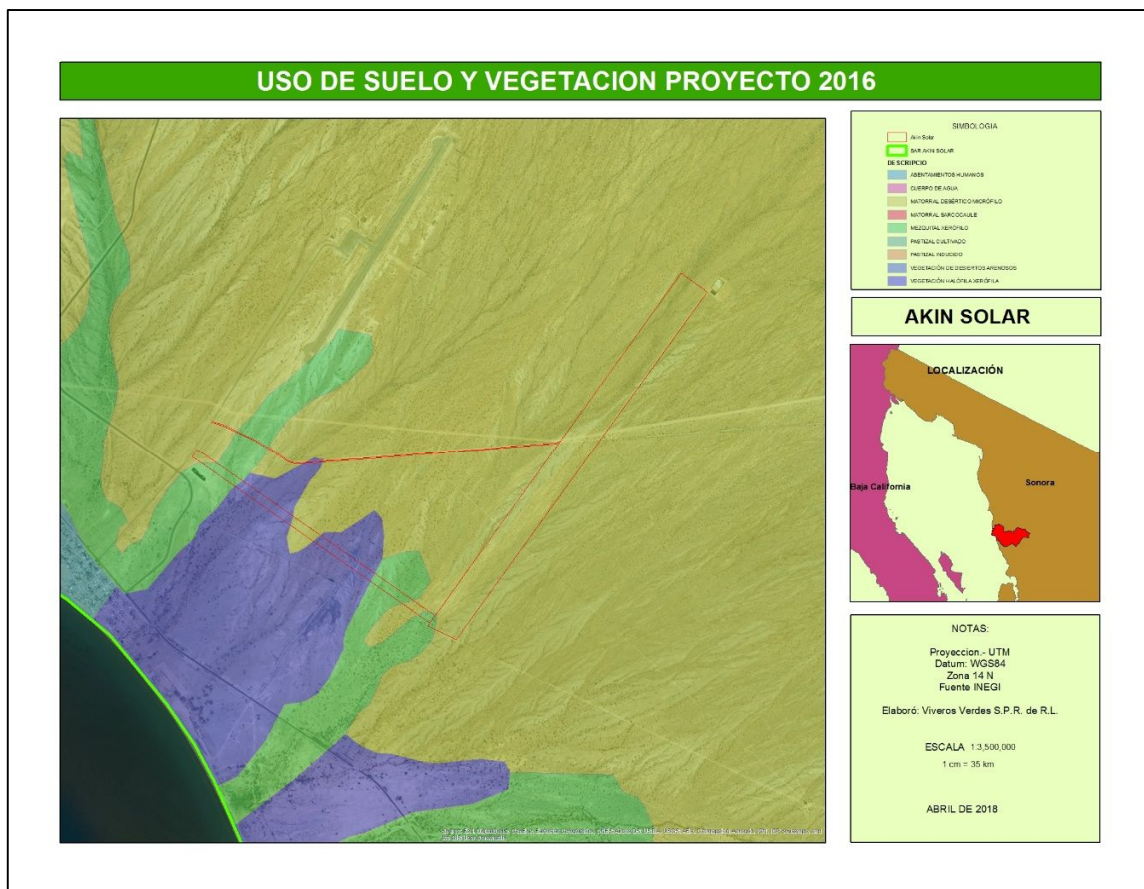 USO DE SUELO Y VEGETACION PROYECTO 2016
SIMBOLOGIA
Akin Solar
SAR AKIN SOLAR
DESCRIPCIO
ASENTAMIENTOS HUMANOS
CUERPO DE AGUA
MATORRAL DESÉRTICO MICRÓFILO
MATORRAL SARCOCAULE
MEZQUITAL XERÓFILO
PASTIZAL CULTIVADO
PASTIZAL INDUCIDO
VEGETACIÓN DE DESIERTOS ARENOSOS
VEGETACIÓN HALÓFILA XERÓFILA
AKIN SOLAR
LOCALIZACIÓN
Baja California
Sonora
NOTAS:
Proyeccion.- UTM
Datum: WGS84
Zona 14 N
Fuente INEGI
Elaboró: Viveros Verdes S.P.R. de R.L.
ESCALA 1:3,500,000
1 cm = 35 km
ABRIL DE 2018